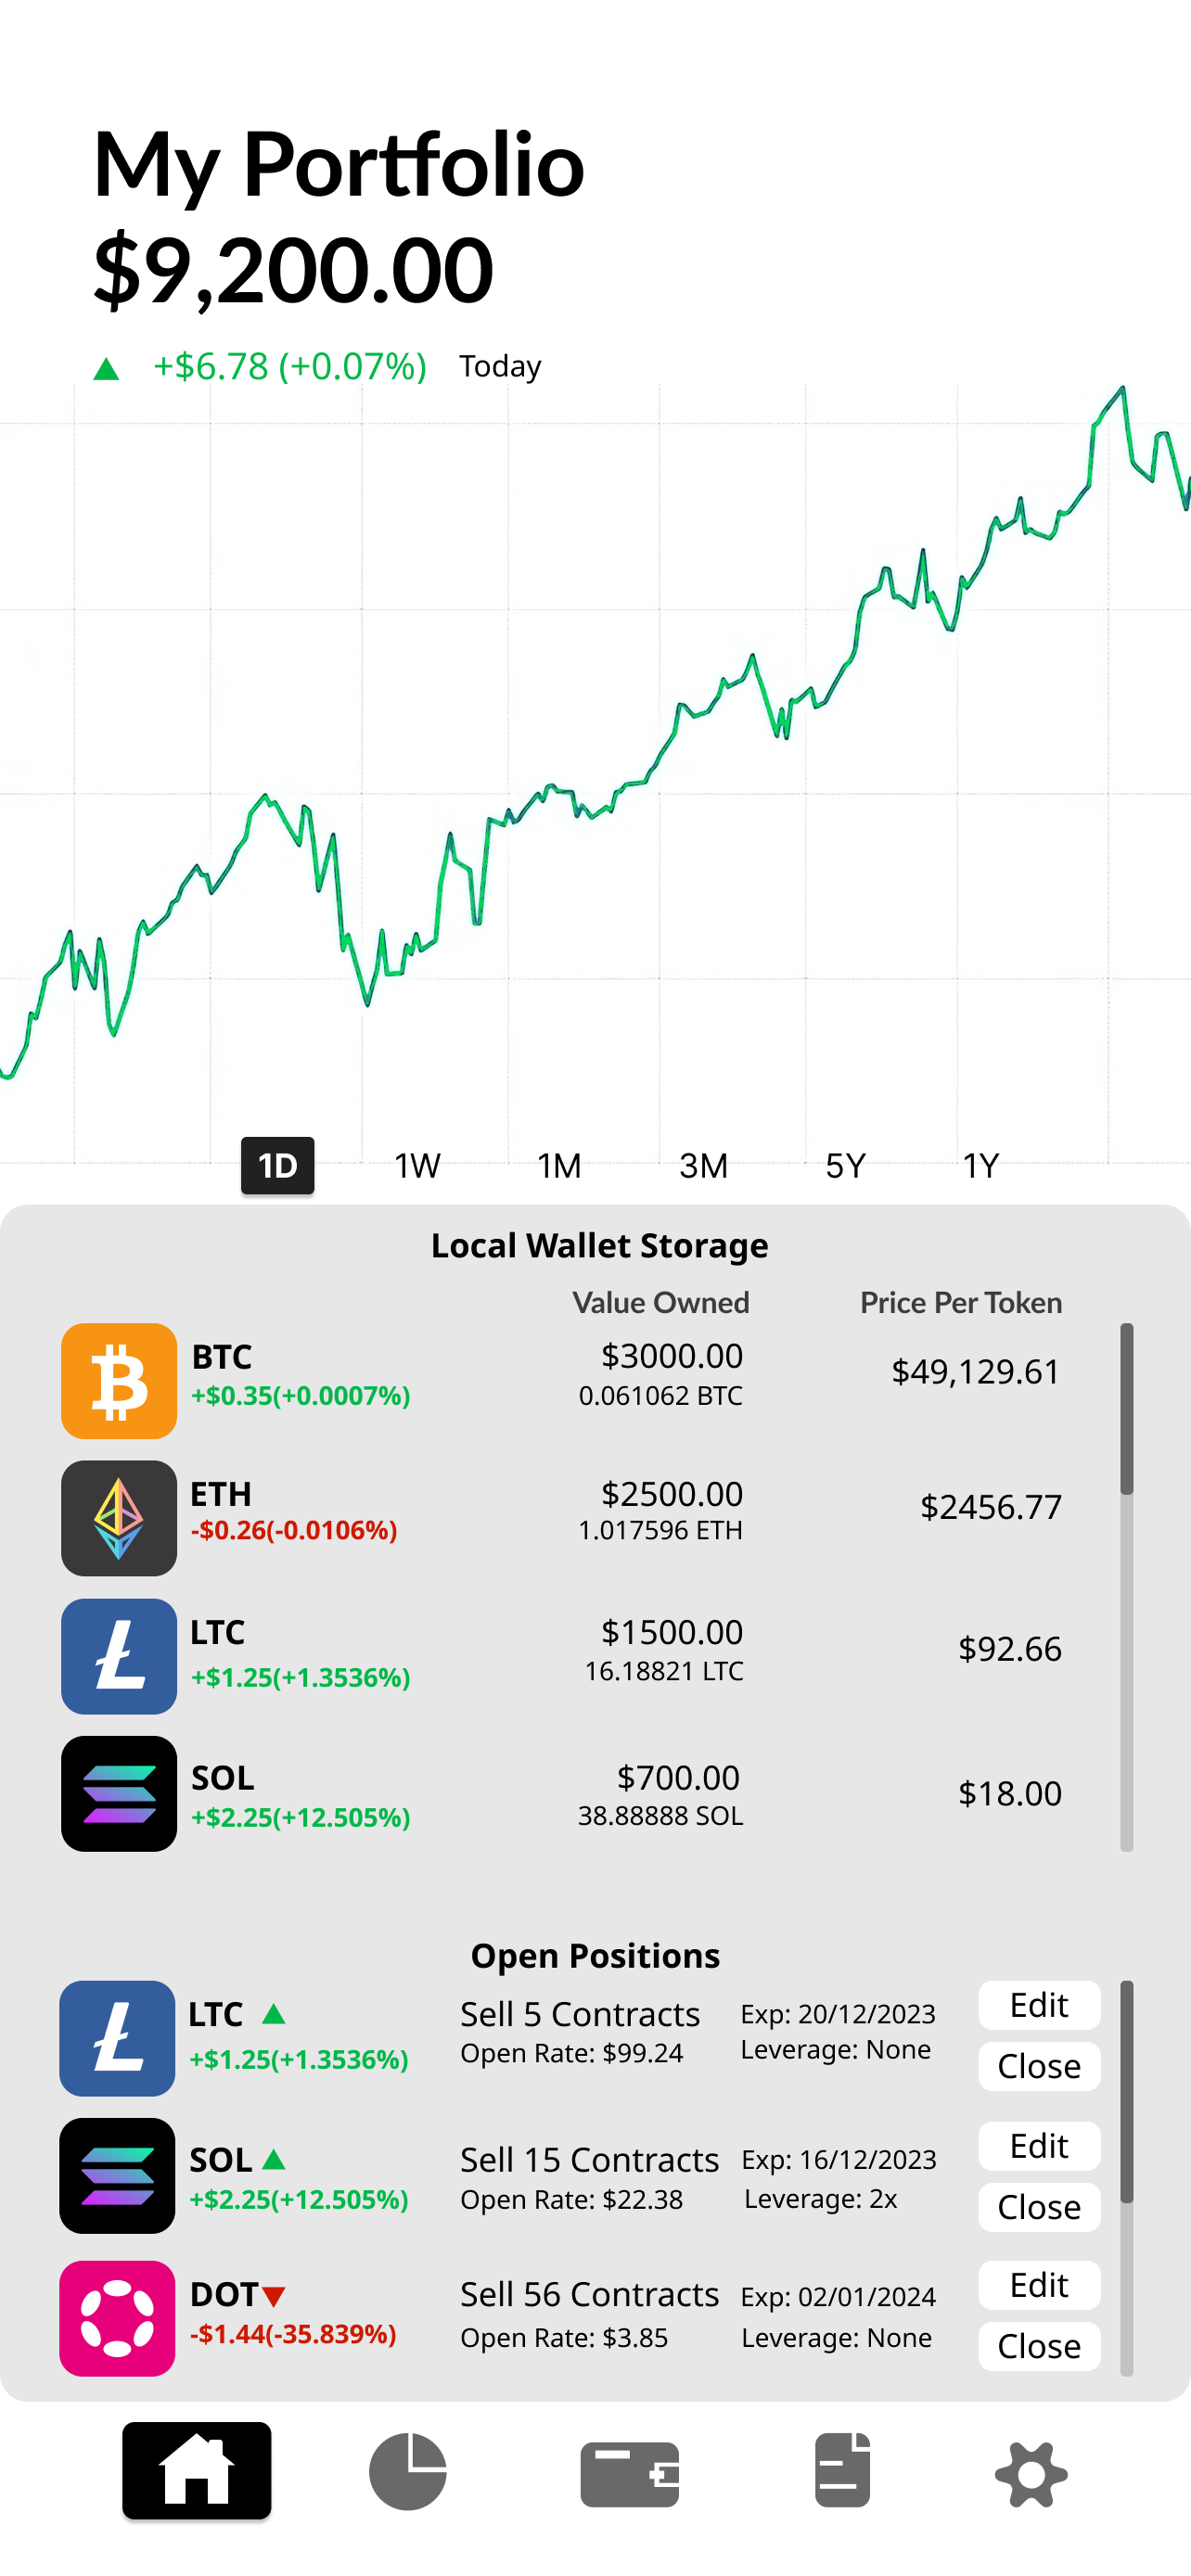 My Portfolio
$9,200.00
+$6.78 (+0.07%) Today
1D 1W 1M 3M 5Y 1Y
Local Wallet Storage
Value Owned Price Per Token
BTC $3000.00 $49,129.61
+$0.35(+0.0007%) 0.061062 BTC
ETH $2500.00 $2456.77
-$0.26(-0.0106%) 1.017596 ETH
LTC $1500.00 $92.66
+$1.25(+1.3536%) 16.18821 LTC
SOL $700.00 $18.00
+$2.25(+12.505%) 38.88888 SOL
Open Positions
LTC Sell 5 Contracts Exp: 20/12/2023 Edit
+$1.25(+1.3536%) Open Rate: $99.24 Leverage: None Close
SOL Sell 15 Contracts Exp: 16/12/2023 Edit
+$2.25(+12.505%) Open Rate: $22.38 Leverage: 2x Close
DOT Sell 56 Contracts Exp: 02/01/2024 Edit
-$1.44(-35.839%) Open Rate: $3.85 Leverage: None Close